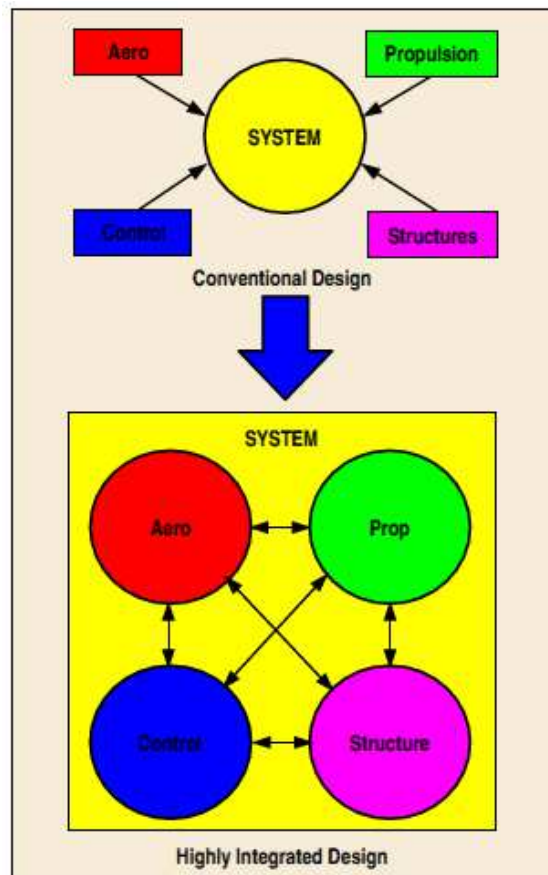 Aero
Propulsion
SYSTEM
Control
Structures
Conventional Design
SYSTEM
Aero
Prop
Control
Structure
Highly Integrated Design